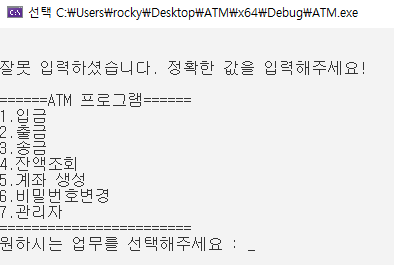 선택 C:₩Users₩rocky₩Desktop₩ATM₩x64₩Debug₩ATM.exe
잘못 입력하셨습니다. 정확한 값을 입력해주세요!
======ATM 프로그램======
1.입금
2.출금
3.송금
4.잔액조회
5.계좌 생성
6.비밀번호변경
7.관리자
========================
원하시는 업무를 선택해주세요 : _